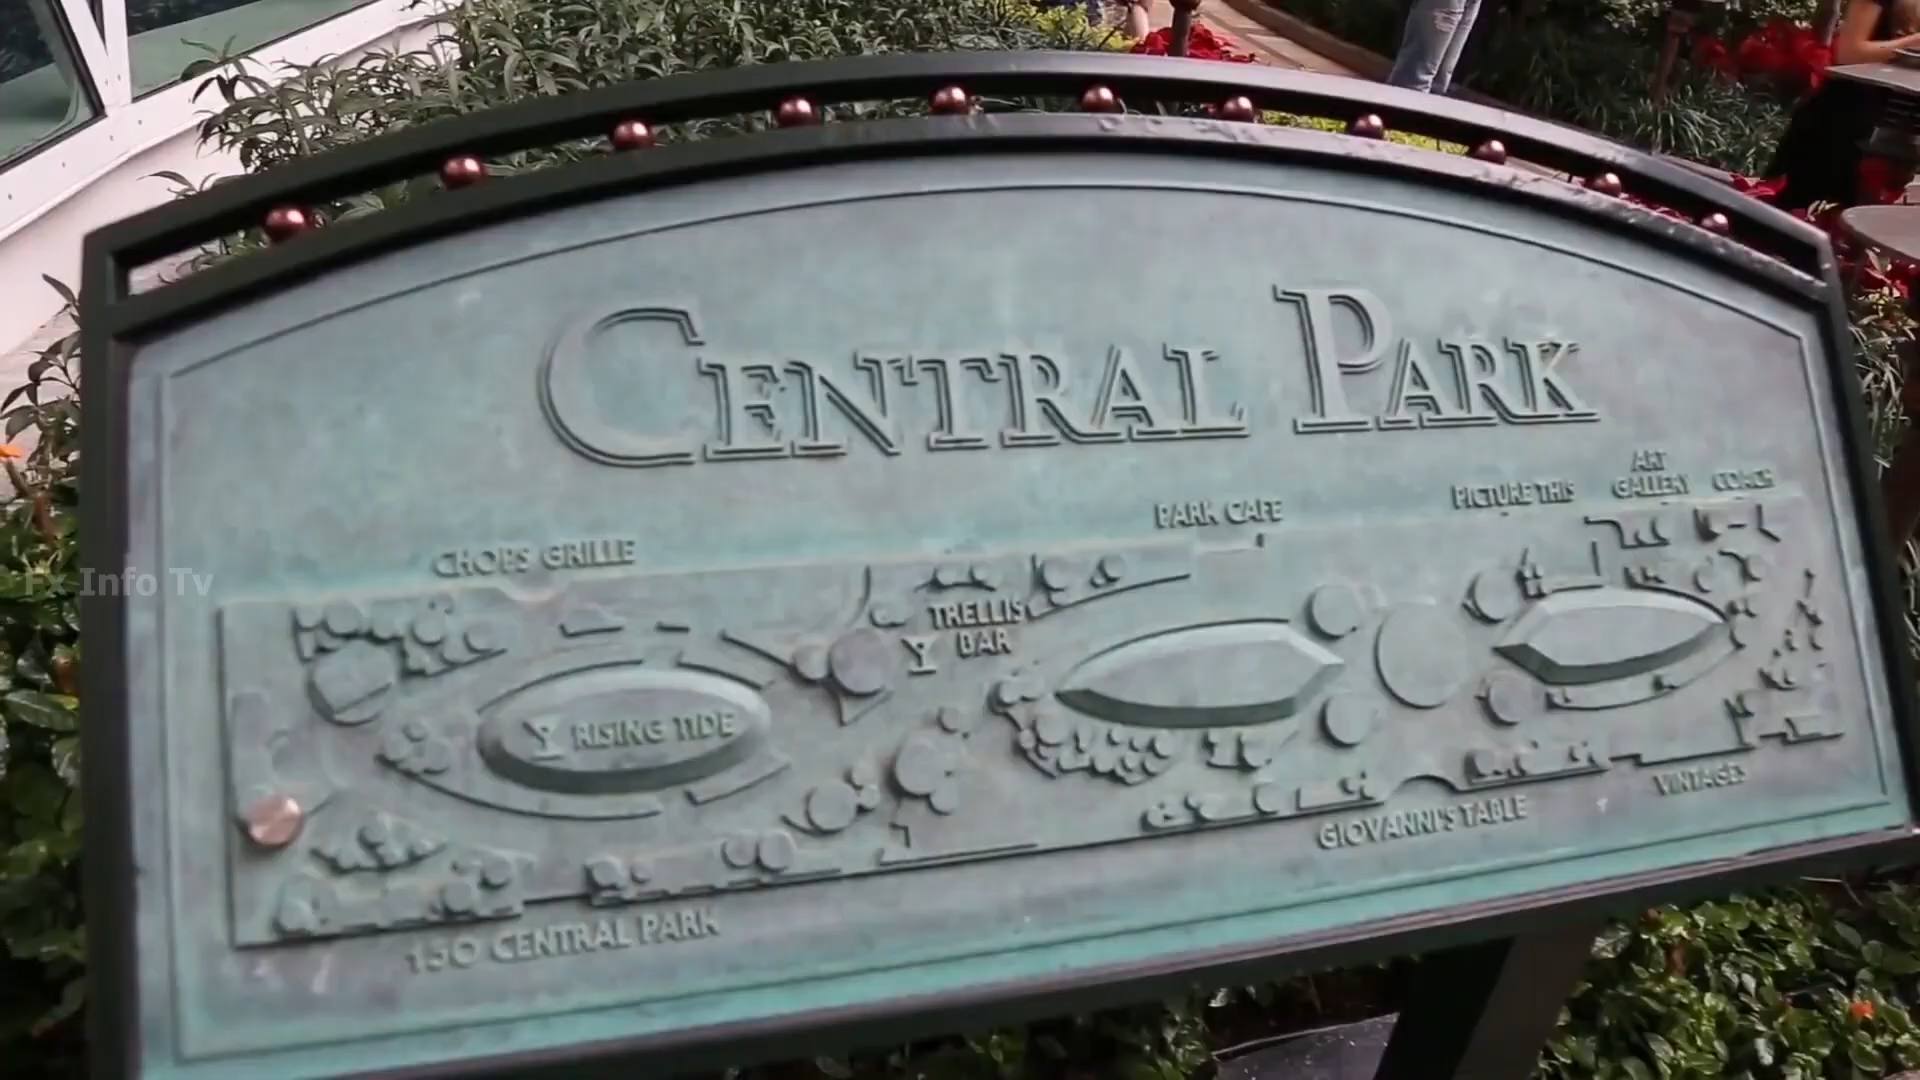 CENTRAL PARK
ART
PICTURE THIS GALLERY COACH
PARK CAFE
CHOPS GRILLE
Fx Info Tv
TRELLIS
BAR
RISING TIDE
VINTAGES
GIOVANNI'S TABLE
150 CENTRAL PARK